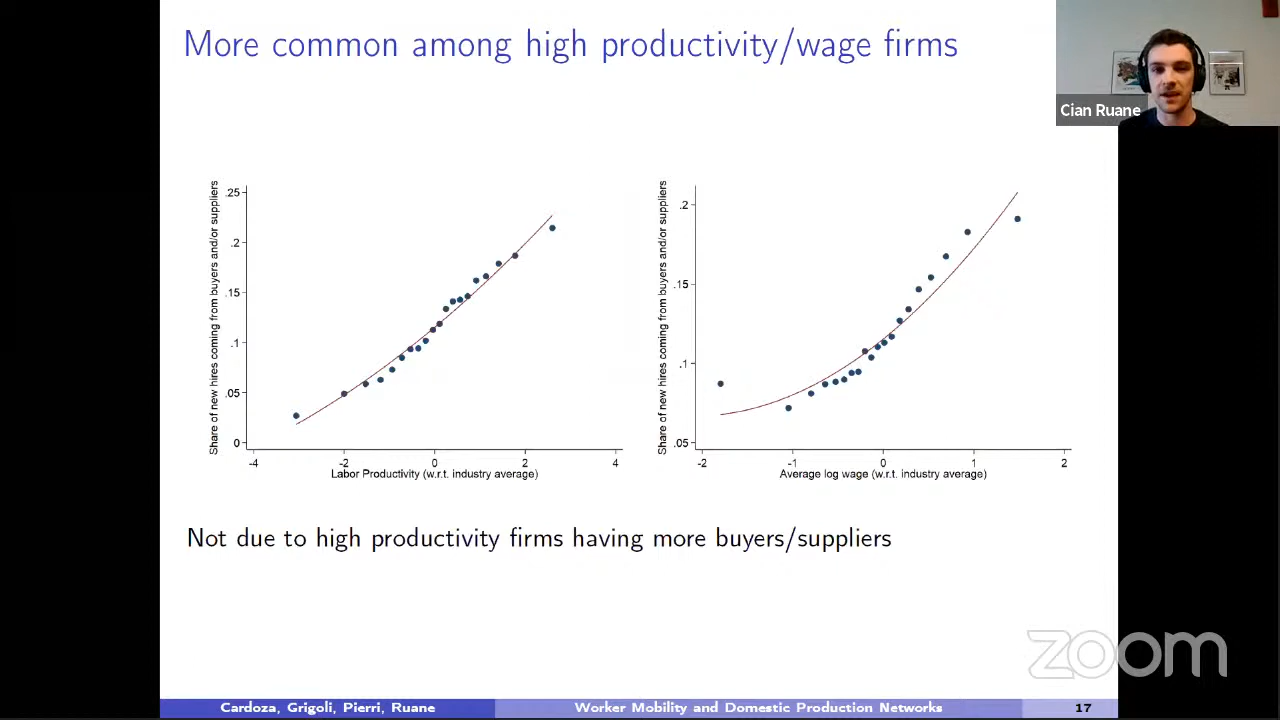 More common among high productivity/wage firms
Cian Ruane
Share of new hires coming from buyers and/or suppliers
.25
.2
.15
.1
.05
0
-4
-2
0
2
4
Labor Productivity (w.r.t. industry average)
Share of new hires coming from buyers and/or suppliers
.2
.15
.1
.05
-2
-1
0
1
2
Average log wage (w.r.t. industry average)
Not due to high productivity firms having more buyers/suppliers
zoom
Cardoza, Grigoli, Pierri, Ruane
Worker Mobility and Domestic Production Networks
17